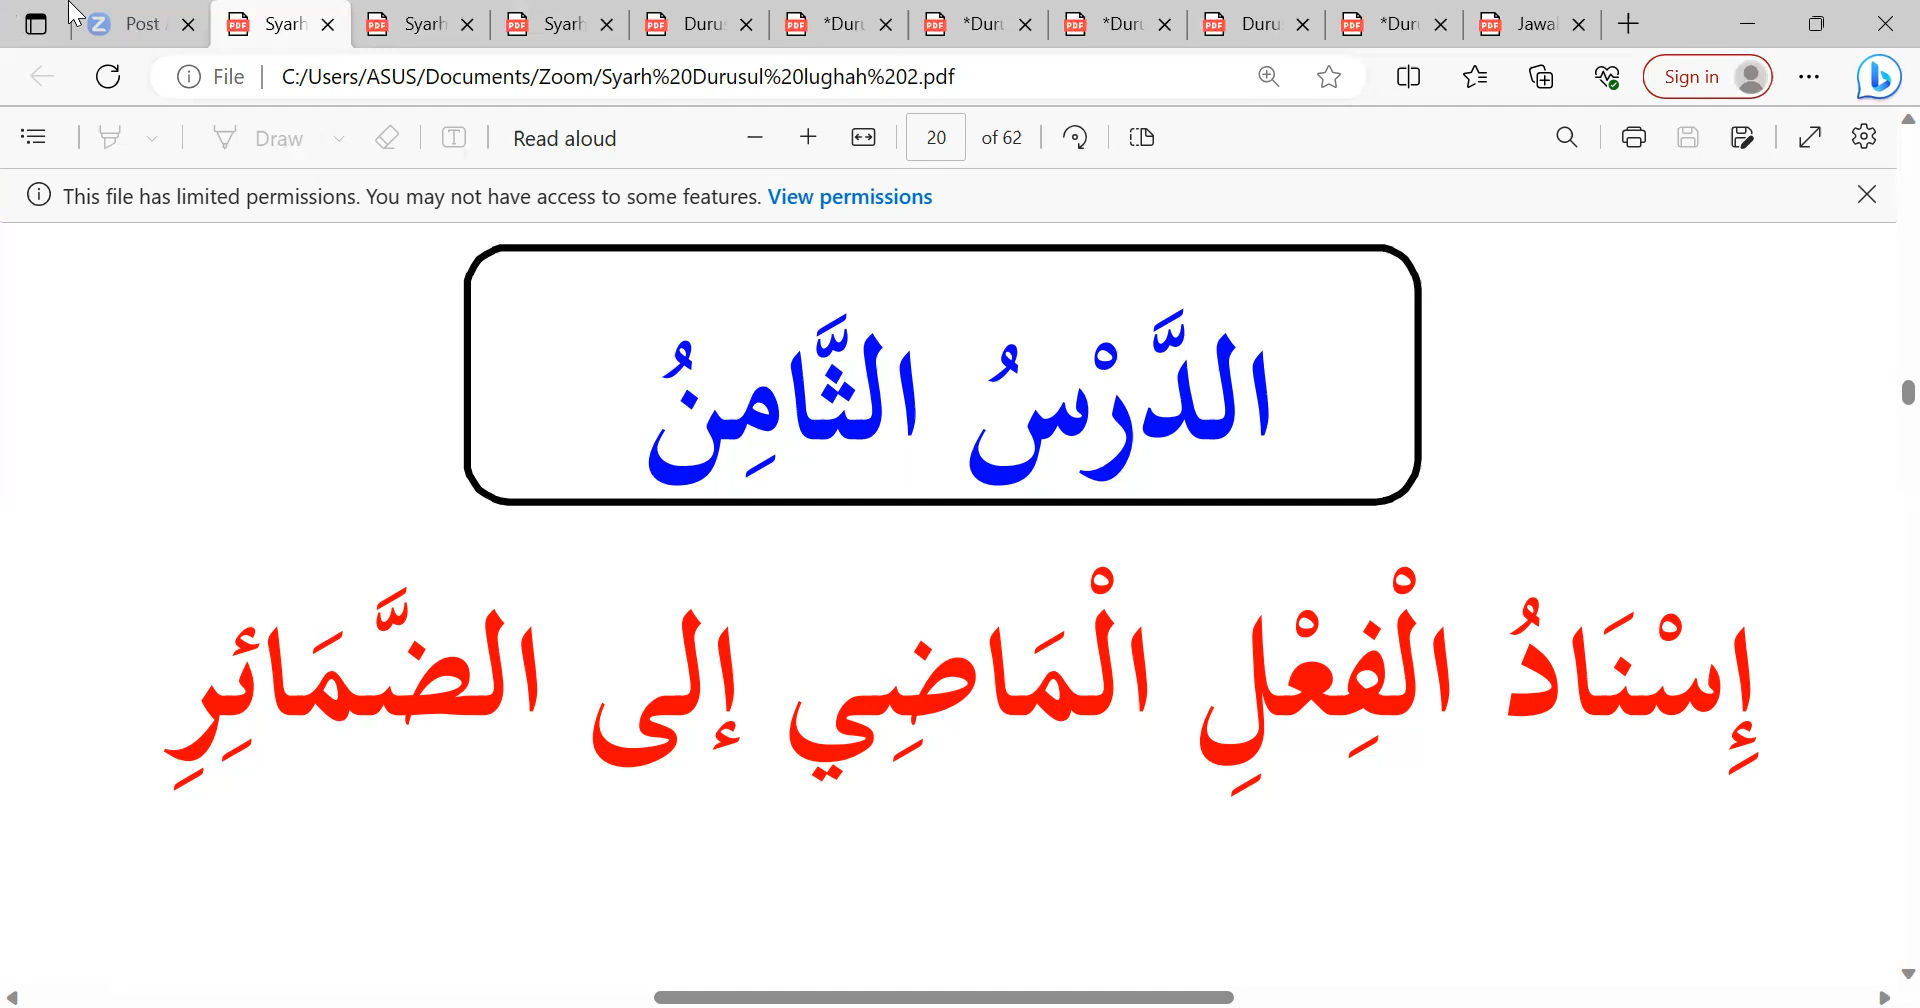 Post
Syarh
Syarh
Syarh
Durus
*Duru
*Duru
*Duru
Duru
*Duru
Jawal
File
C:/Users/ASUS/Documents/Zoom/Syarh%20Durusul%20lughah%202.pdf
Sign in
Draw
Read aloud
20 of 62
This file has limited permissions. You may not have access to some features. View permissions
الدَّرْسُ الثَّامِنُ
إِسْنَادُ الْفِعْلِ الْمَاضِي إِلى الضَّمَائِرِ